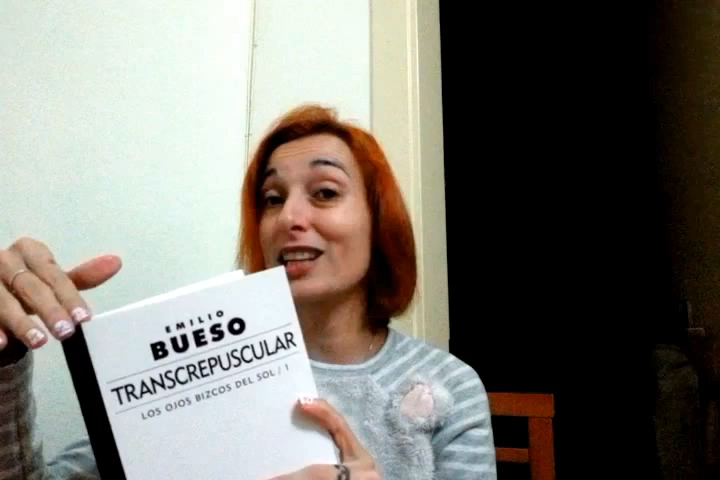 EMILIO
BUESO
TRANSCREPUSCULAR
LOS OJOS BIZCOS DEL SOL / 1